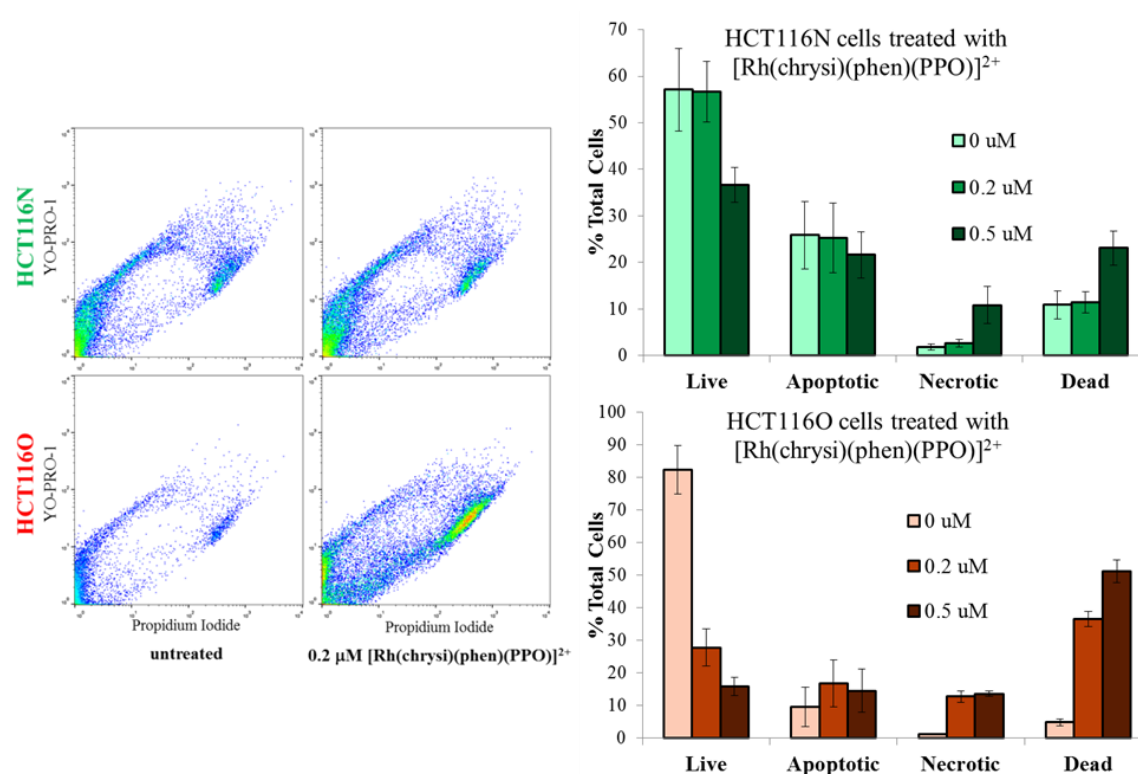 HCT116N
YO-PRO-1
HCT116O
YO-PRO-1
Propidium Iodide
Propidium Iodide
untreated
0.2 μM [Rh(chrysi)(phen)(PPO)]²⁺
HCT116N cells treated with
[Rh(chrysi)(phen)(PPO)]²⁺
% Total Cells
70
60
50
40
30
20
10
0
0 uM
0.2 uM
0.5 uM
Live
Apoptotic
Necrotic
Dead
HCT116O cells treated with
[Rh(chrysi)(phen)(PPO)]²⁺
% Total Cells
100
90
80
70
60
50
40
30
20
10
0
0 uM
0.2 uM
0.5 uM
Live
Apoptotic
Necrotic
Dead